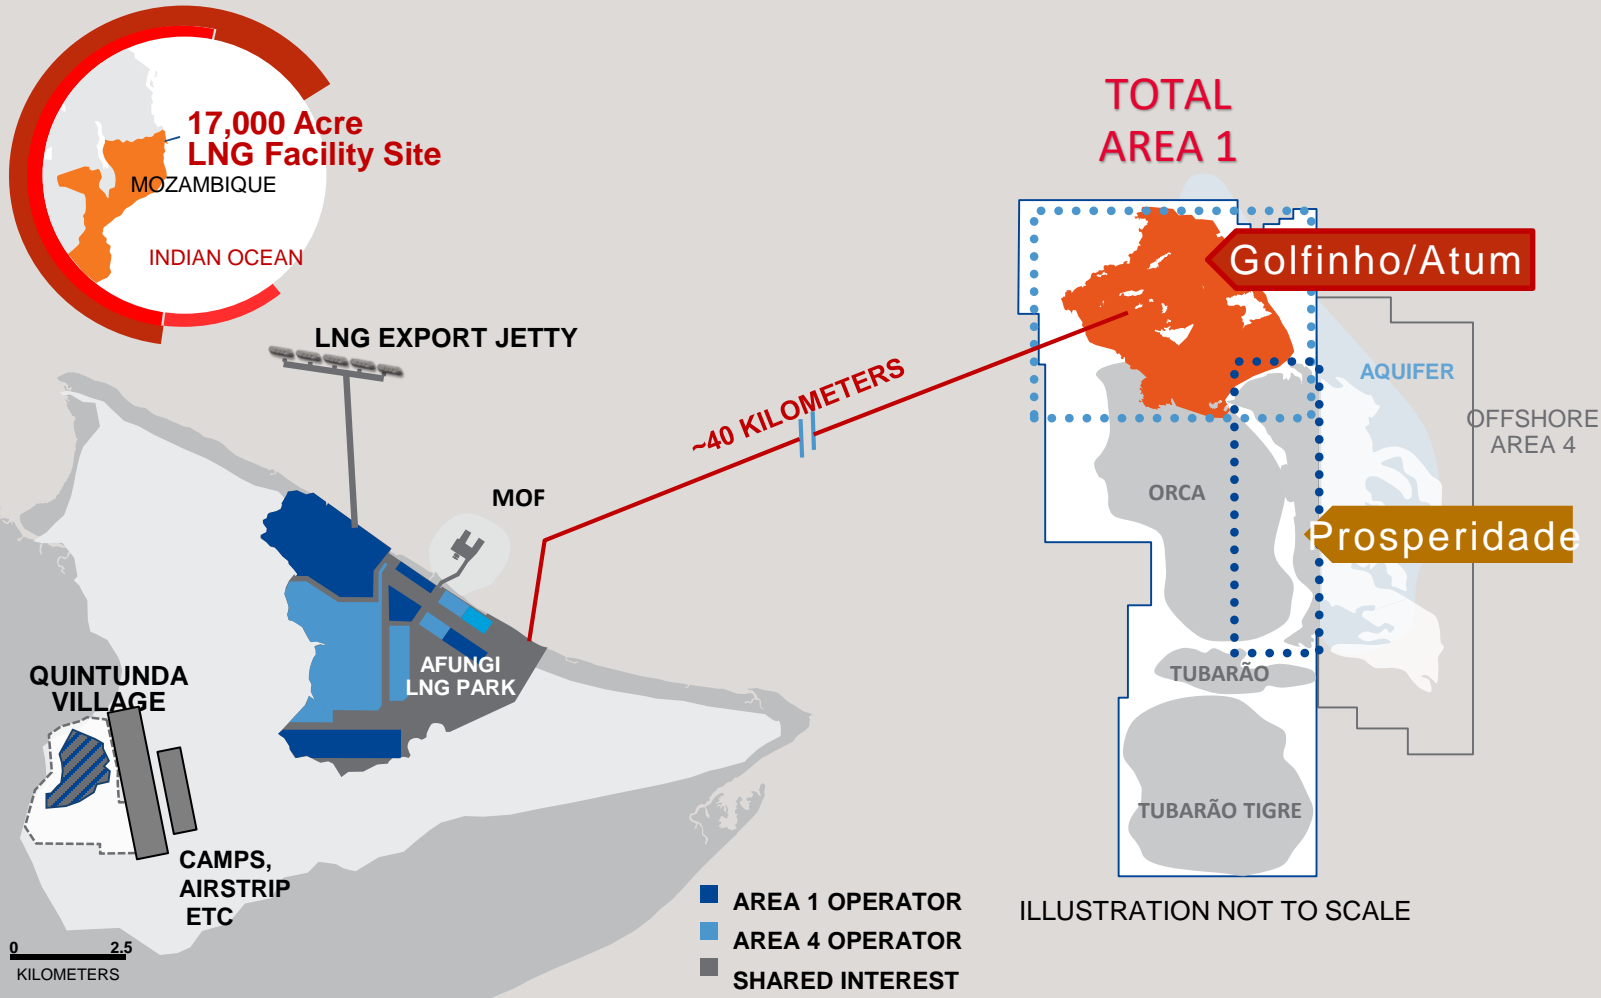 17,000 Acre
LNG Facility Site
MOZAMBIQUE
INDIAN OCEAN
TOTAL
AREA 1
Golfinho/Atum
LNG EXPORT JETTY
~40 KILOMETERS
AQUIFER
OFFSHORE
AREA 4
MOF
ORCA
Prosperidade
AFUNGI
LNG PARK
QUINTUNDA
VILLAGE
TUBARÃO
TUBARÃO TIGRE
CAMPS,
AIRSTRIP
ETC
AREA 1 OPERATOR
AREA 4 OPERATOR
SHARED INTEREST
ILLUSTRATION NOT TO SCALE
0 2.5
KILOMETERS